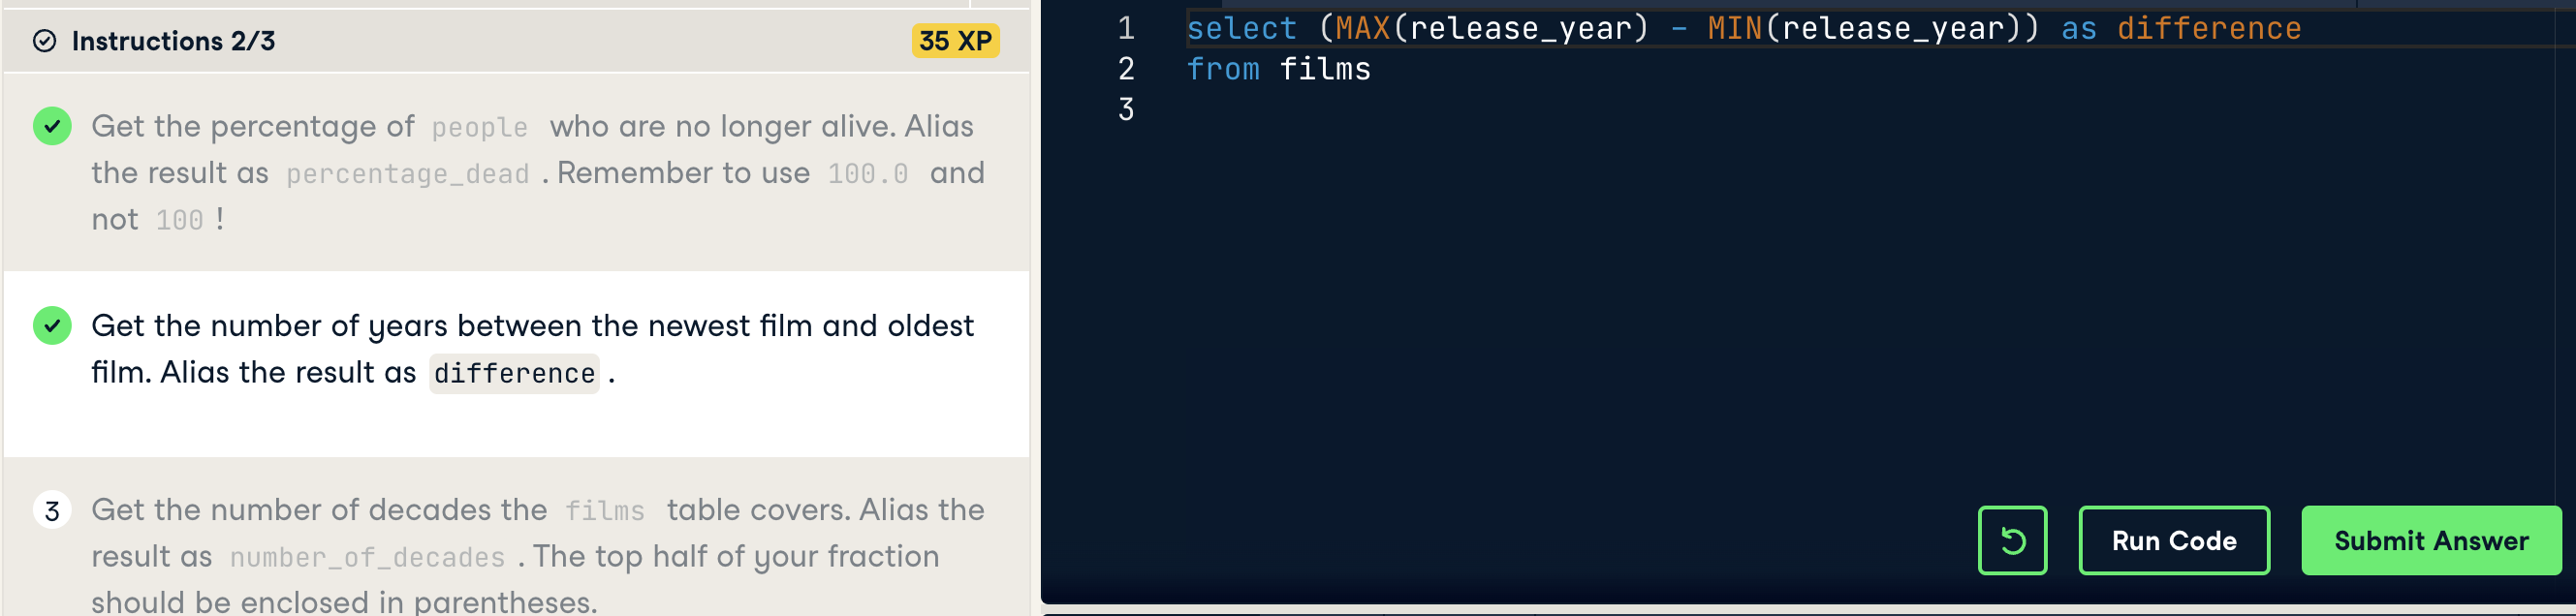 Instructions 2/3
35 XP
Get the percentage of people who are no longer alive. Alias
the result as percentage_dead . Remember to use 100.0 and
not 100 !
Get the number of years between the newest film and oldest
film. Alias the result as difference .
3
Get the number of decades the films table covers. Alias the
result as number_of_decades . The top half of your fraction
should be enclosed in parentheses.
1 select (MAX(release_year) - MIN(release_year)) as difference
2 from films
3
Run Code
Submit Answer